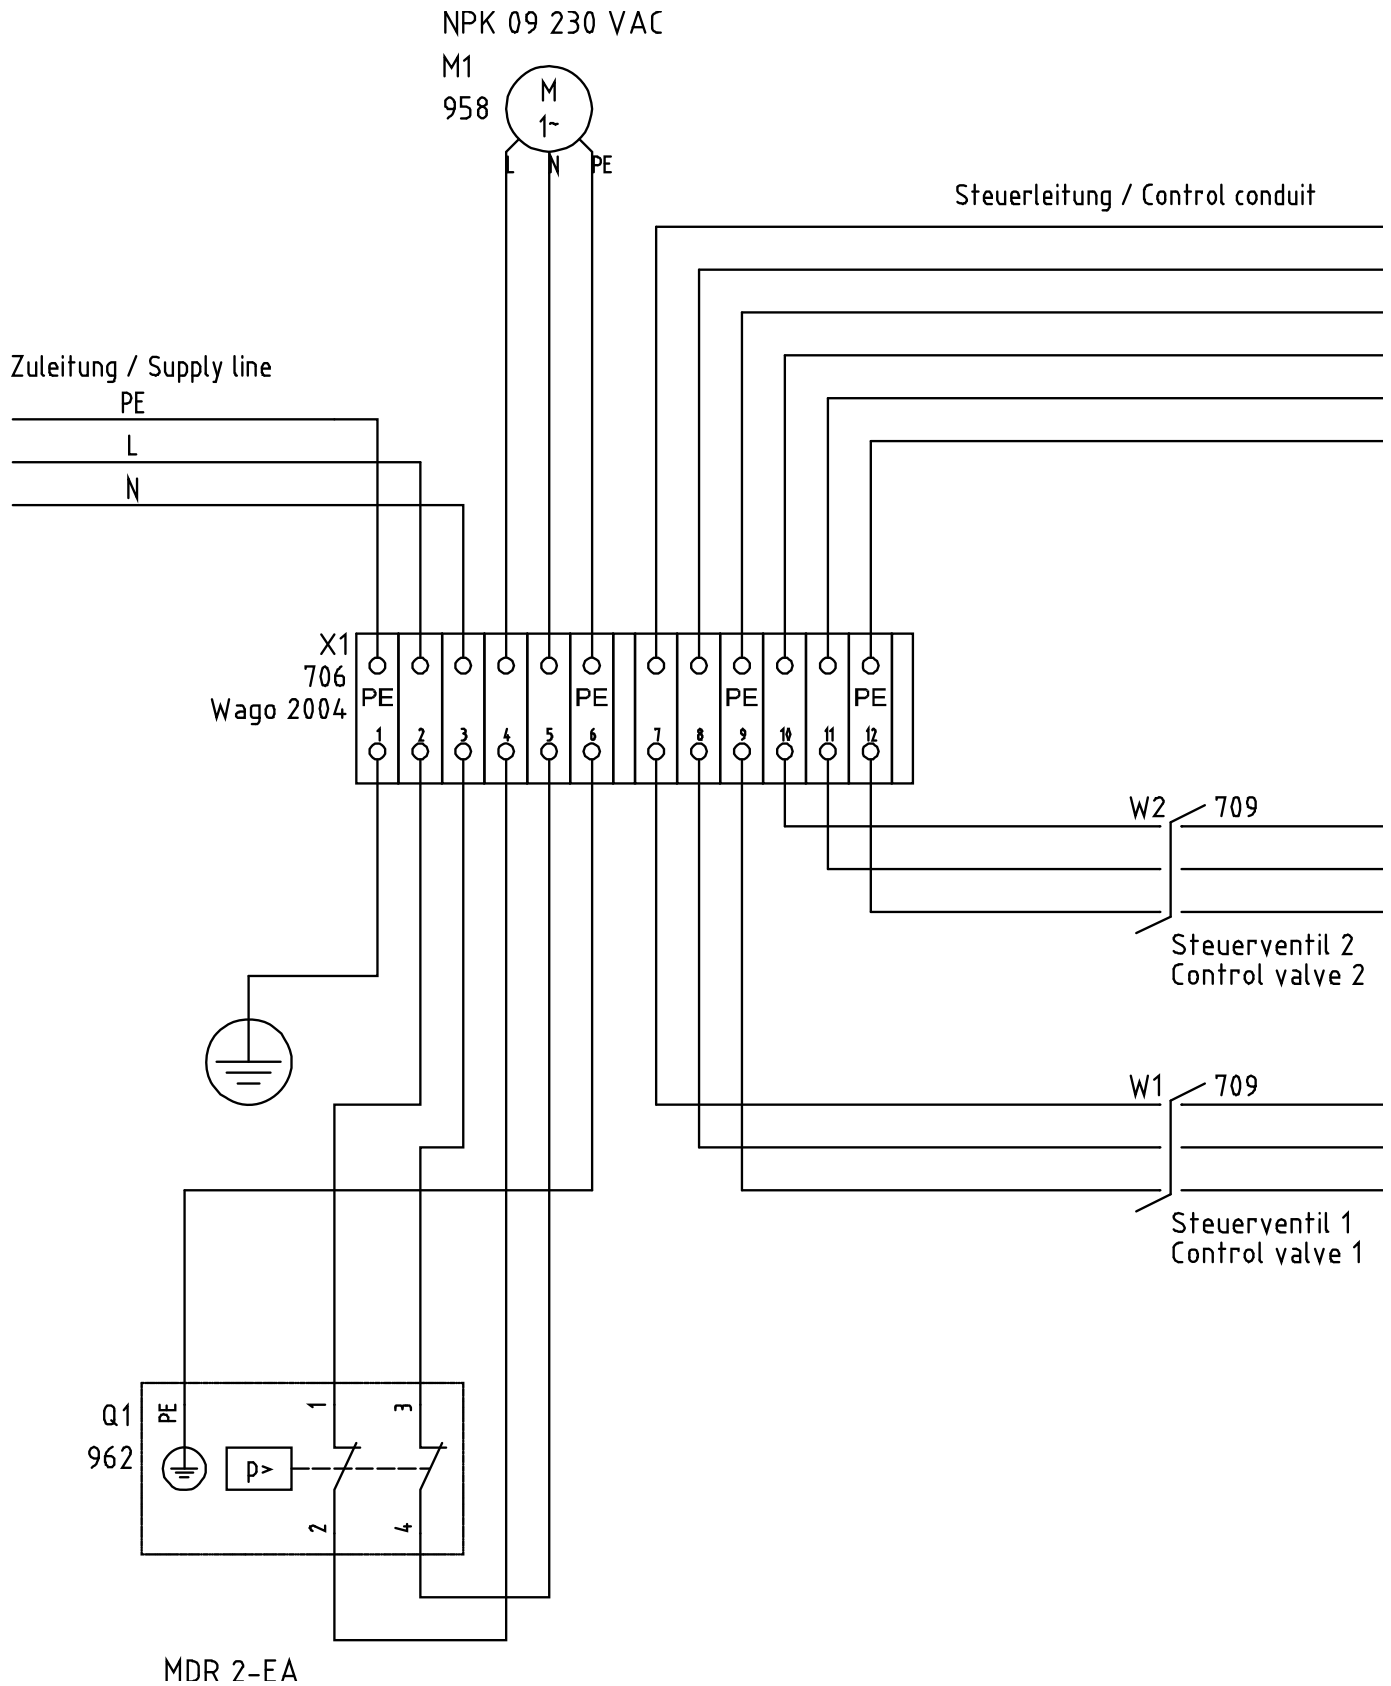 NPK 09 230 VAC
M1
958
M
1~
L N PE
Steuerleitung / Control conduit
Zuleitung / Supply line
PE
L
N
X1
706
Wago 2004
PE PE PE PE
1 2 3 4 5 6 7 8 9 10 11 12
W2 709
Steuerventil 2
Control valve 2
W1 709
Steuerventil 1
Control valve 1
Q1
962
PE 1 3
p>
2 4
MDR 2-EA